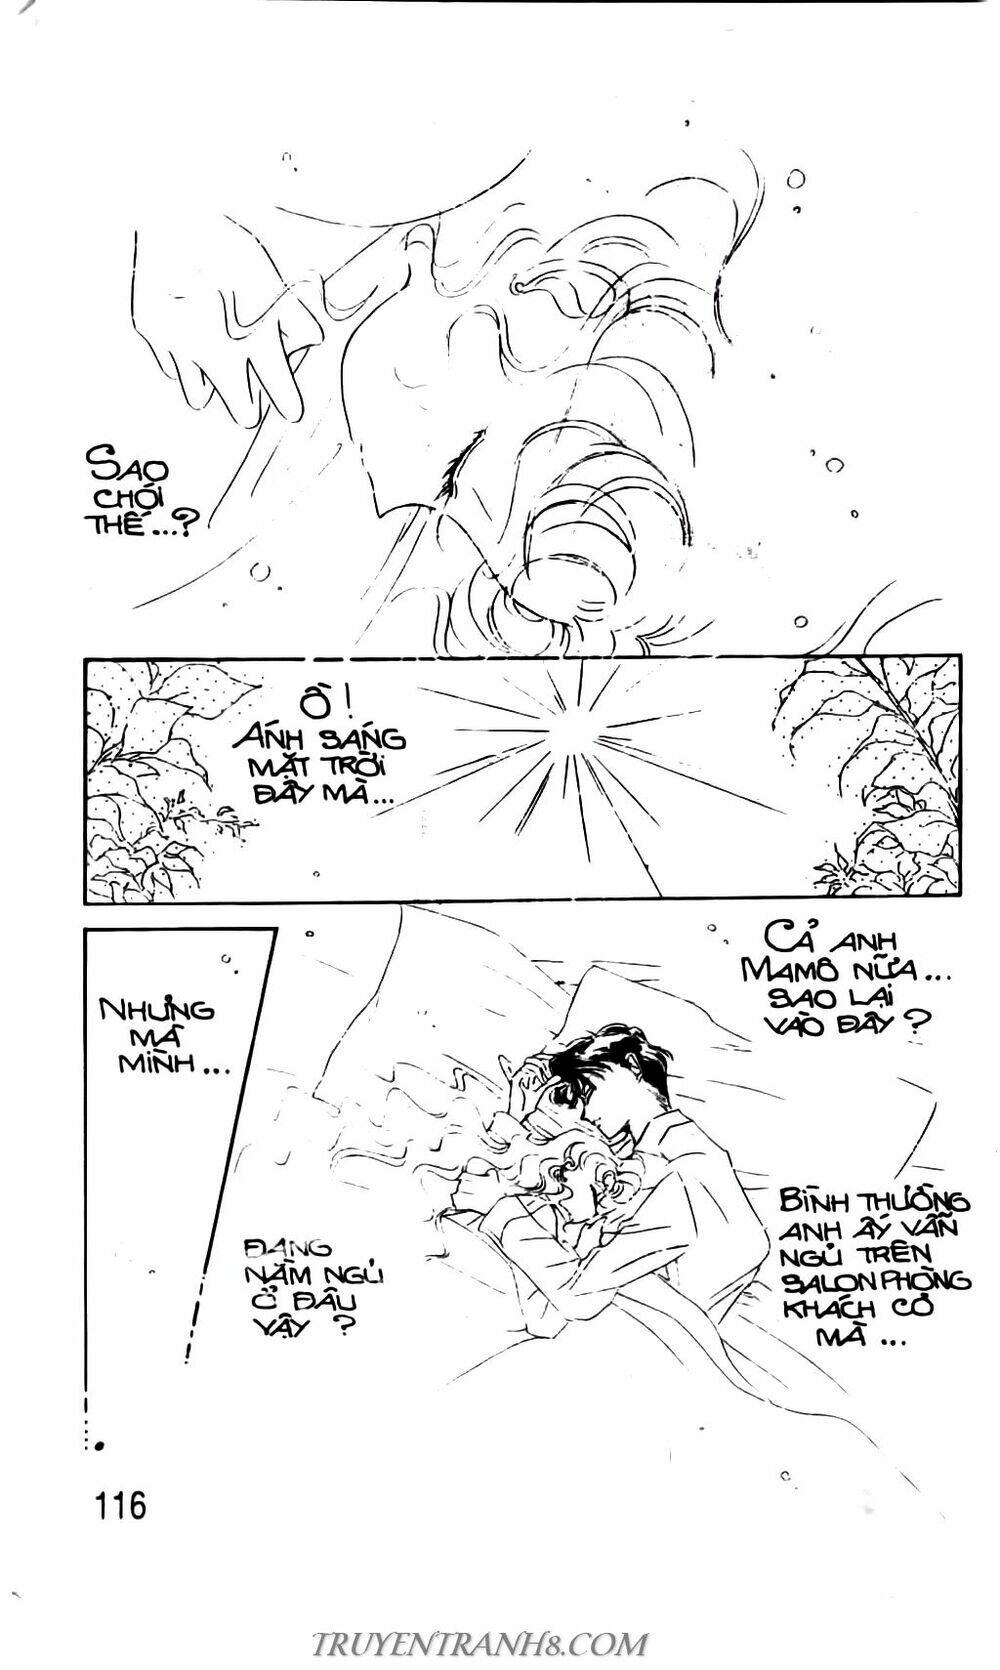 SAO
CHÓI
THẾ...?
Ồ!
ÁNH SÁNG
MẶT TRỜI
ĐÂY MÀ...
CẢ ANH
MAMÔ NỮA...
SAO LẠI
VÀO ĐÂY?
NHƯNG
MÀ
MÌNH...
ĐANG
NẰM NGỦ
Ở ĐÂU
VẬY?
BÌNH THƯỜNG
ANH ẤY VẪN
NGỦ TRÊN
SALON PHÒNG
KHÁCH CƠ
MÀ...
116
TRUYENTRANH8.COM